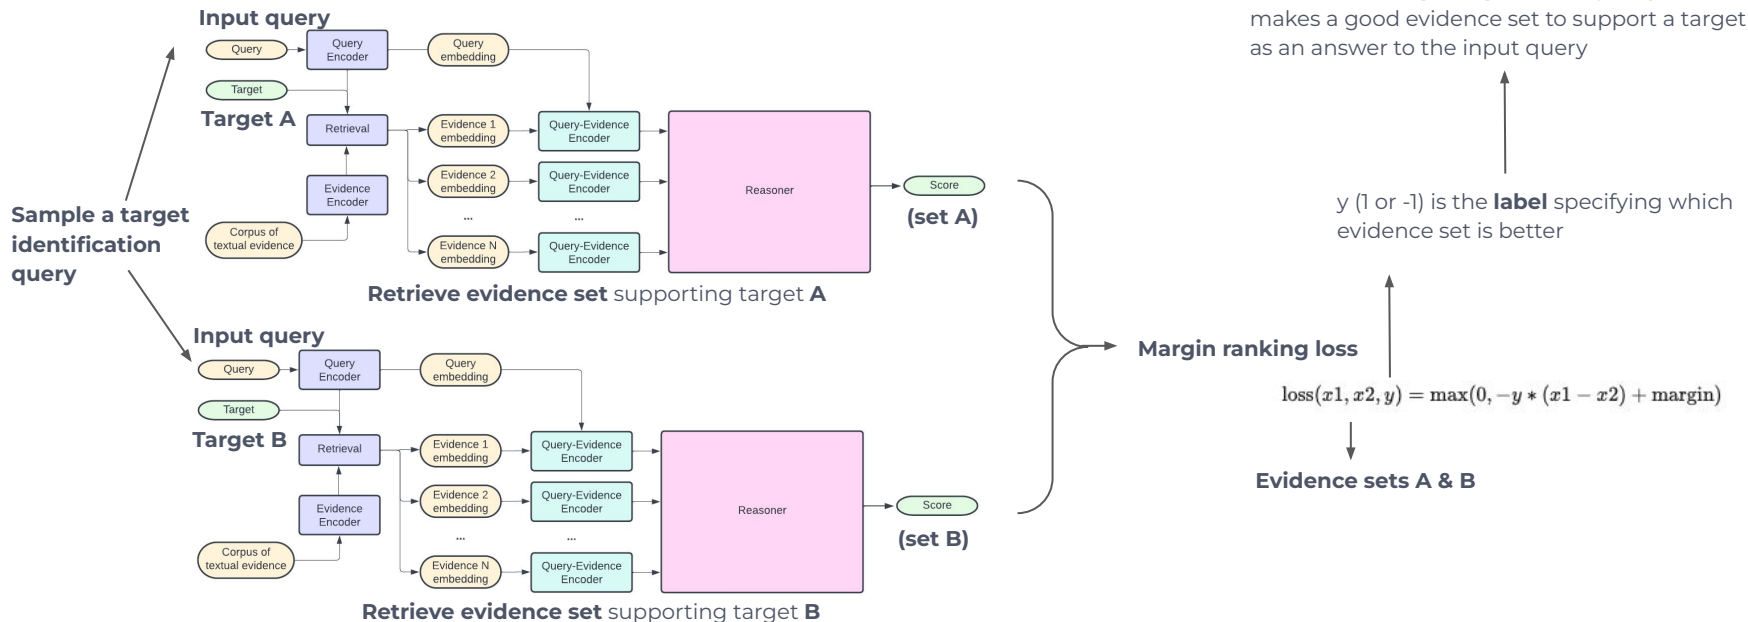 Input query
Query
Query
Encoder
Query
embedding
Target
Target A
Retrieval
Evidence 1
embedding
Query-Evidence
Encoder
Evidence 2
embedding
Query-Evidence
Encoder
Reasoner
Score
(set A)
Evidence
Encoder
...
...
Corpus of
textual evidence
Evidence N
embedding
Query-Evidence
Encoder
Retrieve evidence set supporting target A
Sample a target
identification
query
Input query
Query
Query
Encoder
Query
embedding
Target
Target B
Retrieval
Evidence 1
embedding
Query-Evidence
Encoder
Evidence 2
embedding
Query-Evidence
Encoder
Reasoner
Score
(set B)
Evidence
Encoder
...
...
Corpus of
textual evidence
Evidence N
embedding
Query-Evidence
Encoder
Retrieve evidence set supporting target B
makes a good evidence set to support a target
as an answer to the input query
y (1 or -1) is the label specifying which
evidence set is better
Margin ranking loss
loss(x1, x2, y) = max(0, −y ∗ (x1 − x2) + margin)
Evidence sets A & B